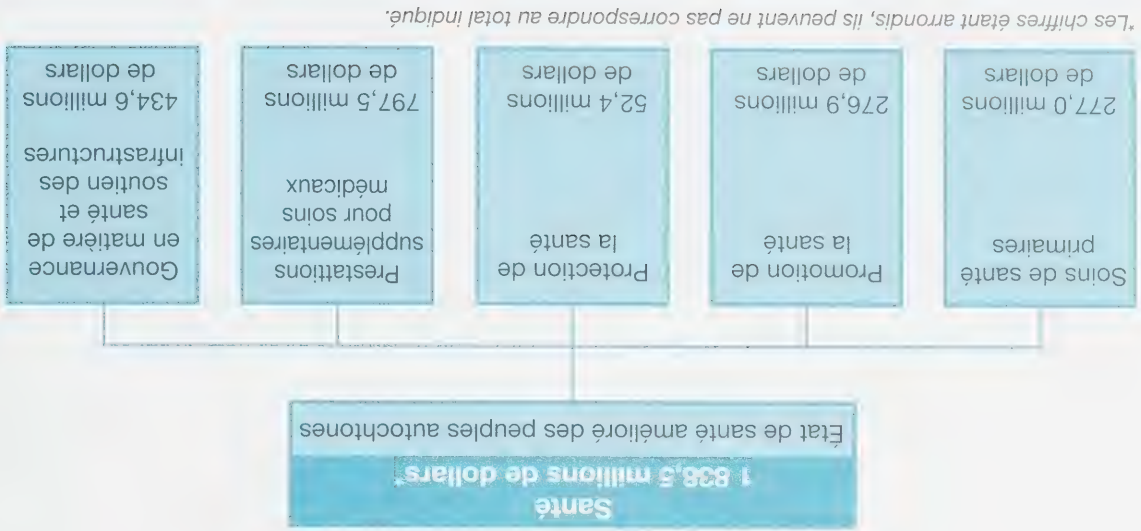 Santé
1 838,5 millions de dollars*
État de santé amélioré des peuples autochtones
Soins de santé
primaires
277,0 millions
de dollars
Promotion de
la santé
276,9 millions
de dollars
Protection de
la santé
52,4 millions
de dollars
Prestattions
supplémentaires
pour soins
médicaux
797,5 millions
de dollars
Gouvernance
en matière de
santé et
soutien des
infrastructures
434,6 millions
de dollars
*Les chiffres étant arrondis, ils peuvent ne pas correspondre au total indiqué.